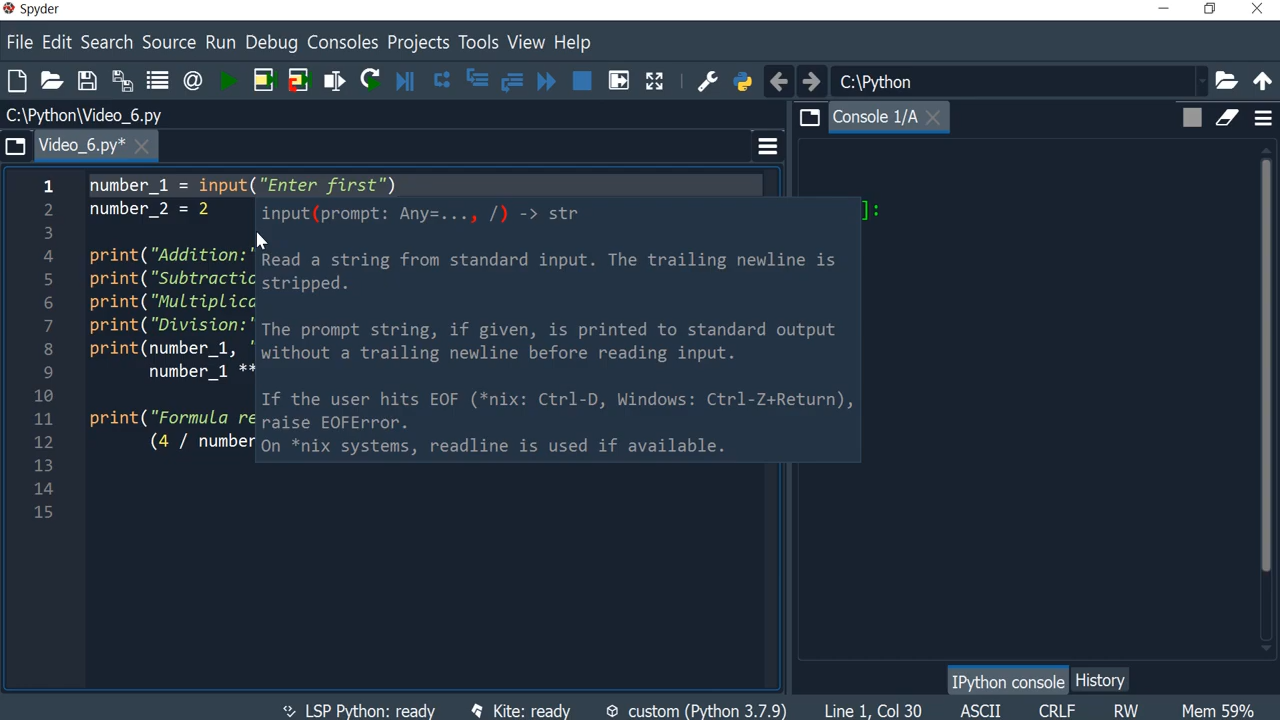 Spyder
File Edit Search Source Run Debug Consoles Projects Tools View Help
C:\Python
C:\Python\Video_6.py
Console 1/A
Video_6.py*
1 number_1 = input("Enter first")
2 number_2 = 2
input(prompt: Any=..., /) -> str
]:
3
4 print("Addition:"
Read a string from standard input. The trailing newline is
5 print("Subtractio
stripped.
6 print("Multiplica
7 print("Division:"
The prompt string, if given, is printed to standard output
8 print(number_1, "
without a trailing newline before reading input.
9 number_1 **
10
If the user hits EOF (*nix: Ctrl-D, Windows: Ctrl-Z+Return),
11 print("Formula re
raise EOFError.
12 (4 / number
On *nix systems, readline is used if available.
13
14
15
IPython console History
LSP Python: ready Kite: ready custom (Python 3.7.9) Line 1, Col 30 ASCII CRLF RW Mem 59%